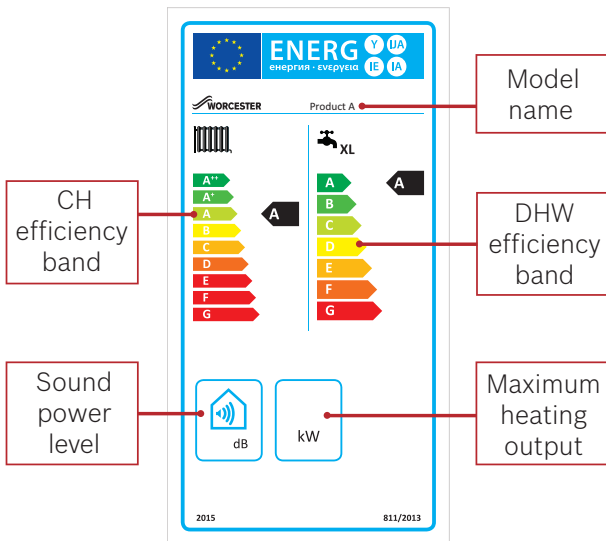 ENERG
Y IJA
IE IA
енергия · ενεργεια
WORCESTER
Product A
Model
name
XL
CH
efficiency
band
A++
A+
A
B
C
D
E
F
G
A
A
B
C
D
E
F
G
A
DHW
efficiency
band
Sound
power
level
dB
kW
Maximum
heating
output
2015
811/2013